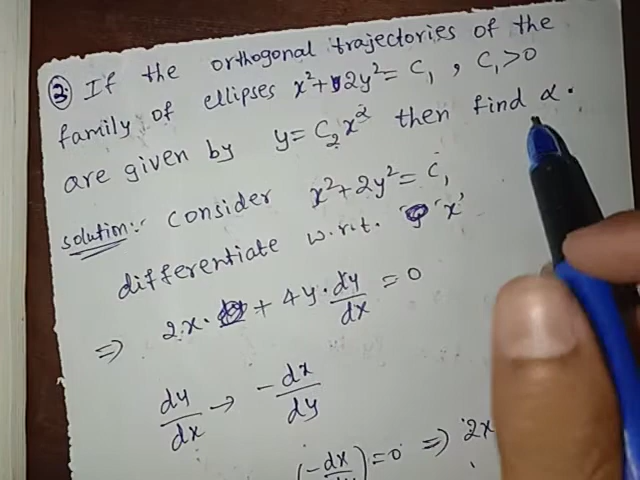 ② If the orthogonal trajectories of the
family of ellipses x²+2y² = C₁ , C₁>0
are given by y = C₂x^α then find α.
Solution:- Consider x²+2y² = C₁
differentiate w.r.t. 'x'
⇒ 2x· + 4y·dy/dx = 0
dy/dx → -dx/dy
(-dx/ )=0 ⇒ 2x